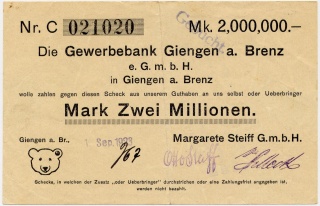 Nr. C 021020 Mk. 2,000,000.—
Die Gewerbebank Giengen a. Brenz
e. G. m. b. H.
in Giengen a. Brenz
wolle zahlen gegen diesen Scheck aus unserem Guthaben an uns selbst oder Ueberbringer
Mark Zwei Millionen.
Giengen a. Br., Sep. 1923 Margarete Steiff G.m.b.H.
Otto Steiff
Schecks, in welchen der Zusatz „oder Ueberbringer" durchstrichen oder eine Zahlungsfrist angegeben ist,
werden nicht bezahlt.